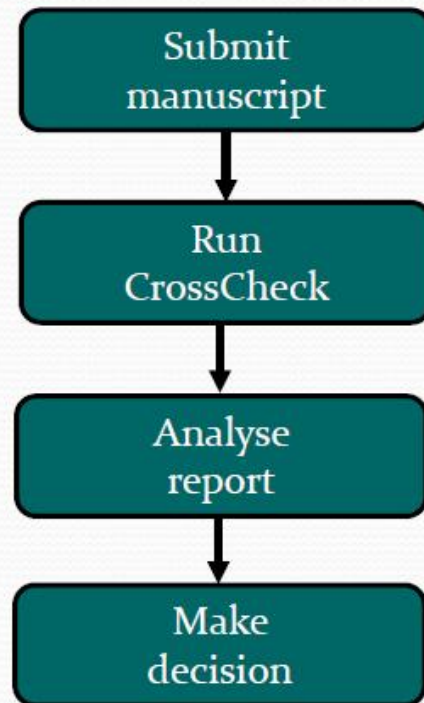 Submit
manuscript
Run
CrossCheck
Analyse
report
Make
decision